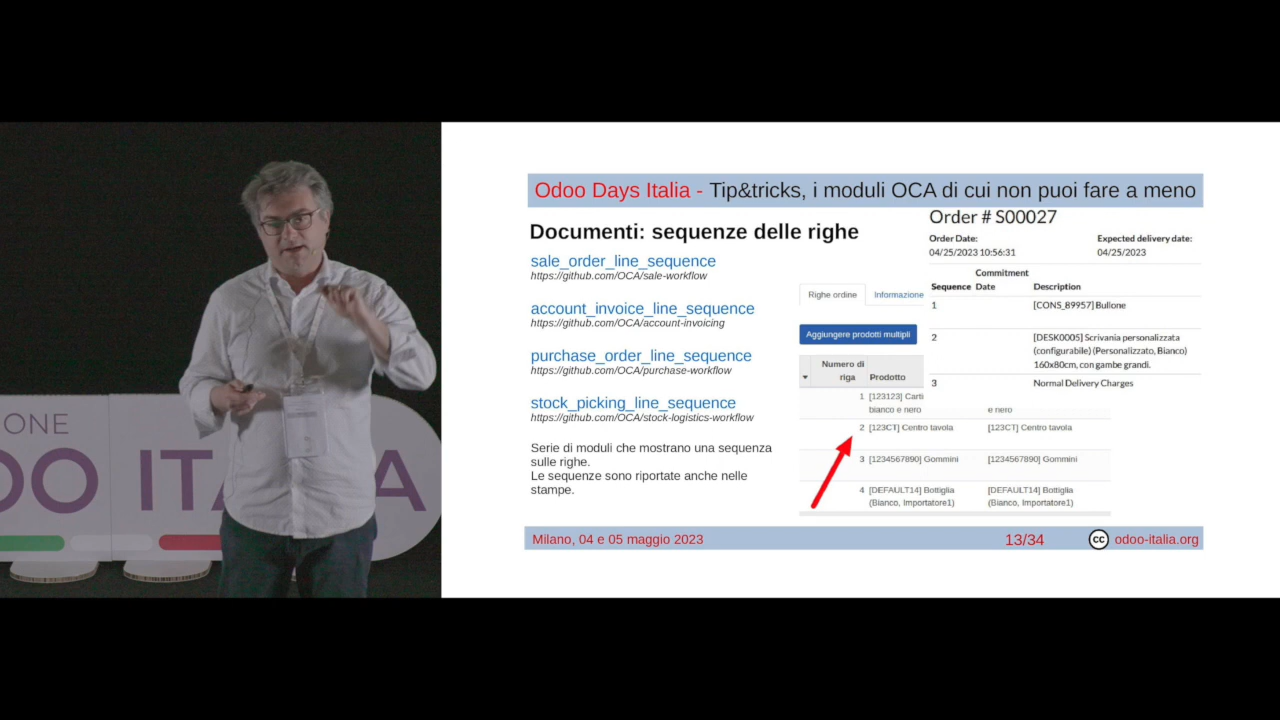 IONE
OO ITA A
Odoo Days Italia - Tip&tricks, i moduli OCA di cui non puoi fare a meno
Documenti: sequenze delle righe
sale_order_line_sequence
https://github.com/OCA/sale-workflow
account_invoice_line_sequence
https://github.com/OCA/account-invoicing
purchase_order_line_sequence
https://github.com/OCA/purchase-workflow
stock_picking_line_sequence
https://github.com/OCA/stock-logistics-workflow
Serie di moduli che mostrano una sequenza
sulle righe.
Le sequenze sono riportate anche nelle
stampe.
Righe ordine Informazione
Aggiungere prodotti multipli
Numero di
riga Prodotto
1 [123123] Carti
bianco e nero e nero
2 [123CT] Centro tavola [123CT] Centro tavola
3 [1234567890] Gommini [1234567890] Gommini
4 [DEFAULT14] Bottiglia [DEFAULT14] Bottiglia
(Bianco, Importatore1) (Bianco, Importatore1)
Order # S00027
Order Date: Expected delivery date:
04/25/2023 10:56:31 04/25/2023
Commitment
Sequence Date Description
1 [CONS_89957] Bullone
2 [DESK0005] Scrivania personalizzata
(configurabile) (Personalizzato, Bianco)
160x80cm, con gambe grandi.
3 Normal Delivery Charges
Milano, 04 e 05 maggio 2023 13/34 cc odoo-italia.org